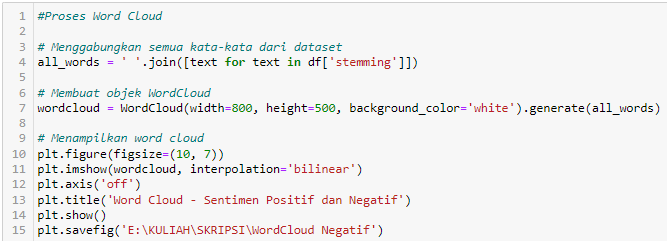 1 #Proses Word Cloud
2
3 # Menggabungkan semua kata-kata dari dataset
4 all_words = ' '.join([text for text in df['stemming']])
5
6 # Membuat objek WordCloud
7 wordcloud = WordCloud(width=800, height=500, background_color='white').generate(all_words)
8
9 # Menampilkan word cloud
10 plt.figure(figsize=(10, 7))
11 plt.imshow(wordcloud, interpolation='bilinear')
12 plt.axis('off')
13 plt.title('Word Cloud - Sentimen Positif dan Negatif')
14 plt.show()
15 plt.savefig('E:\KULIAH\SKRIPSI\WordCloud Negatif')